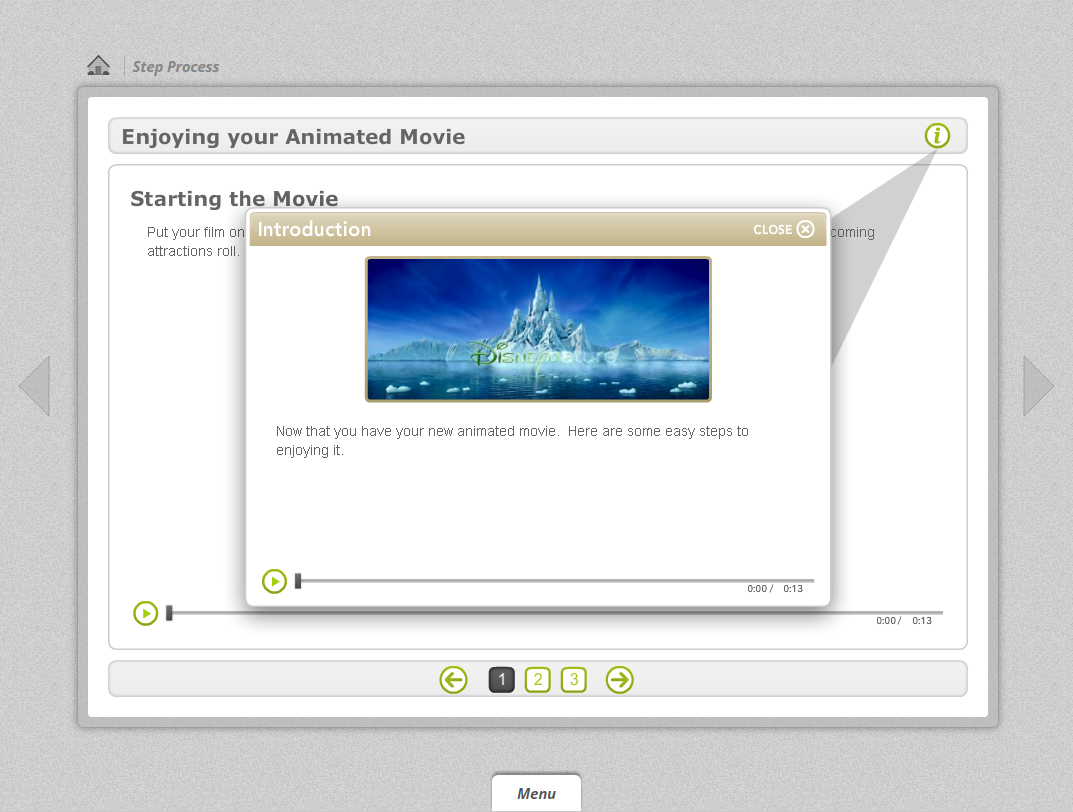 Step Process
Enjoying your Animated Movie
i
Starting the Movie
Put your film on
coming
attractions roll.
Introduction
CLOSE
Disneynature
Now that you have your new animated movie.  Here are some easy steps to
enjoying it.
0:00 /   0:13
0:00 /   0:13
1 2 3
Menu